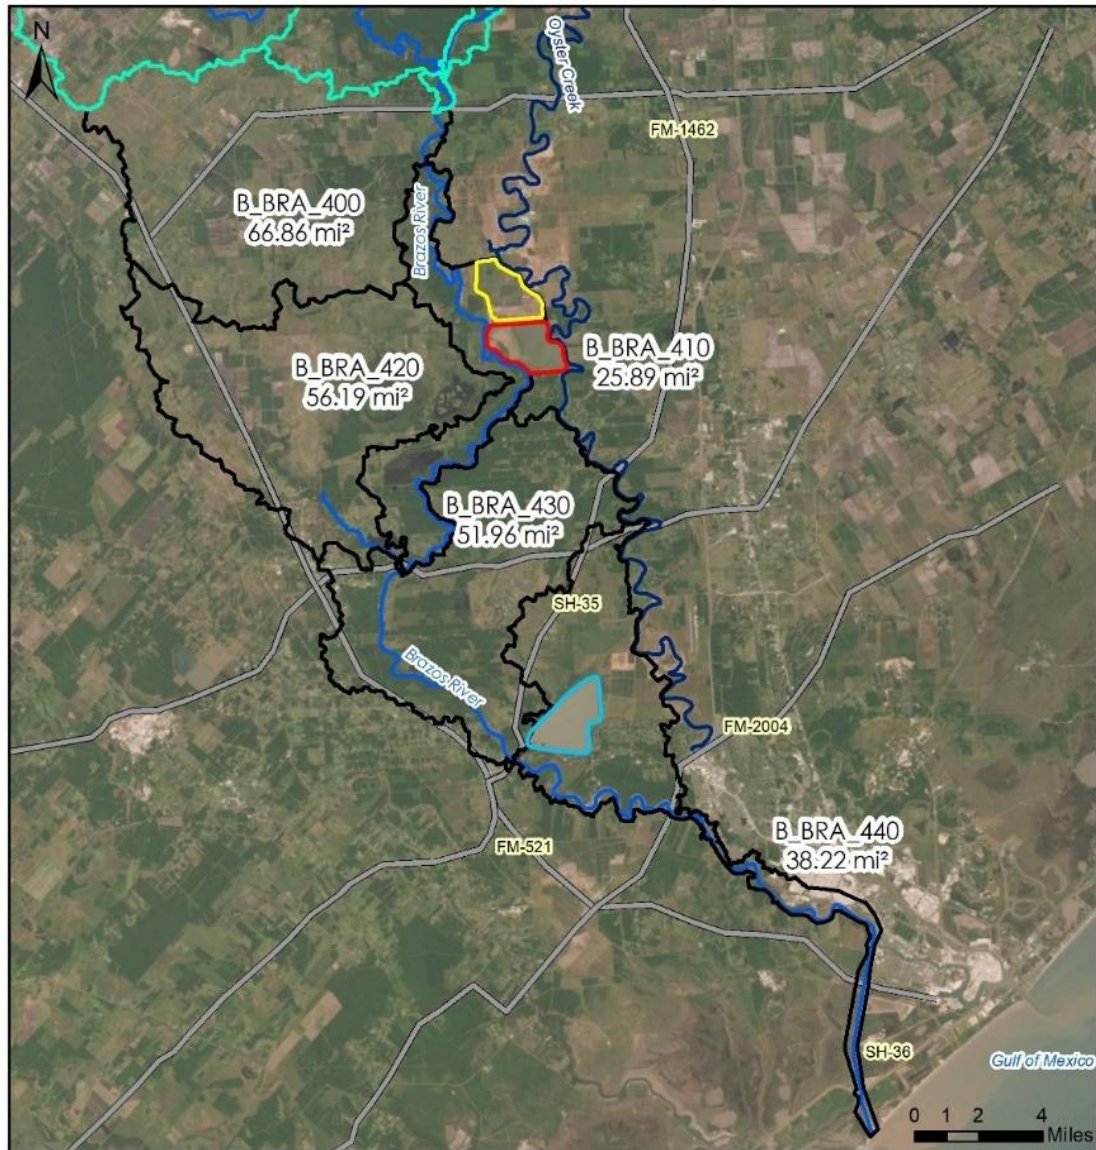 N
Oyster Creek
FM-1462
B_BRA_400
66.86 mi²
Brazos River
B_BRA_410
25.89 mi²
B_BRA_420
56.19 mi²
B_BRA_430
51.96 mi²
SH-35
Brazos River
FM-2004
B_BRA_440
38.22 mi²
FM-521
SH-36
Gulf of Mexico
0 1 2 4
Miles